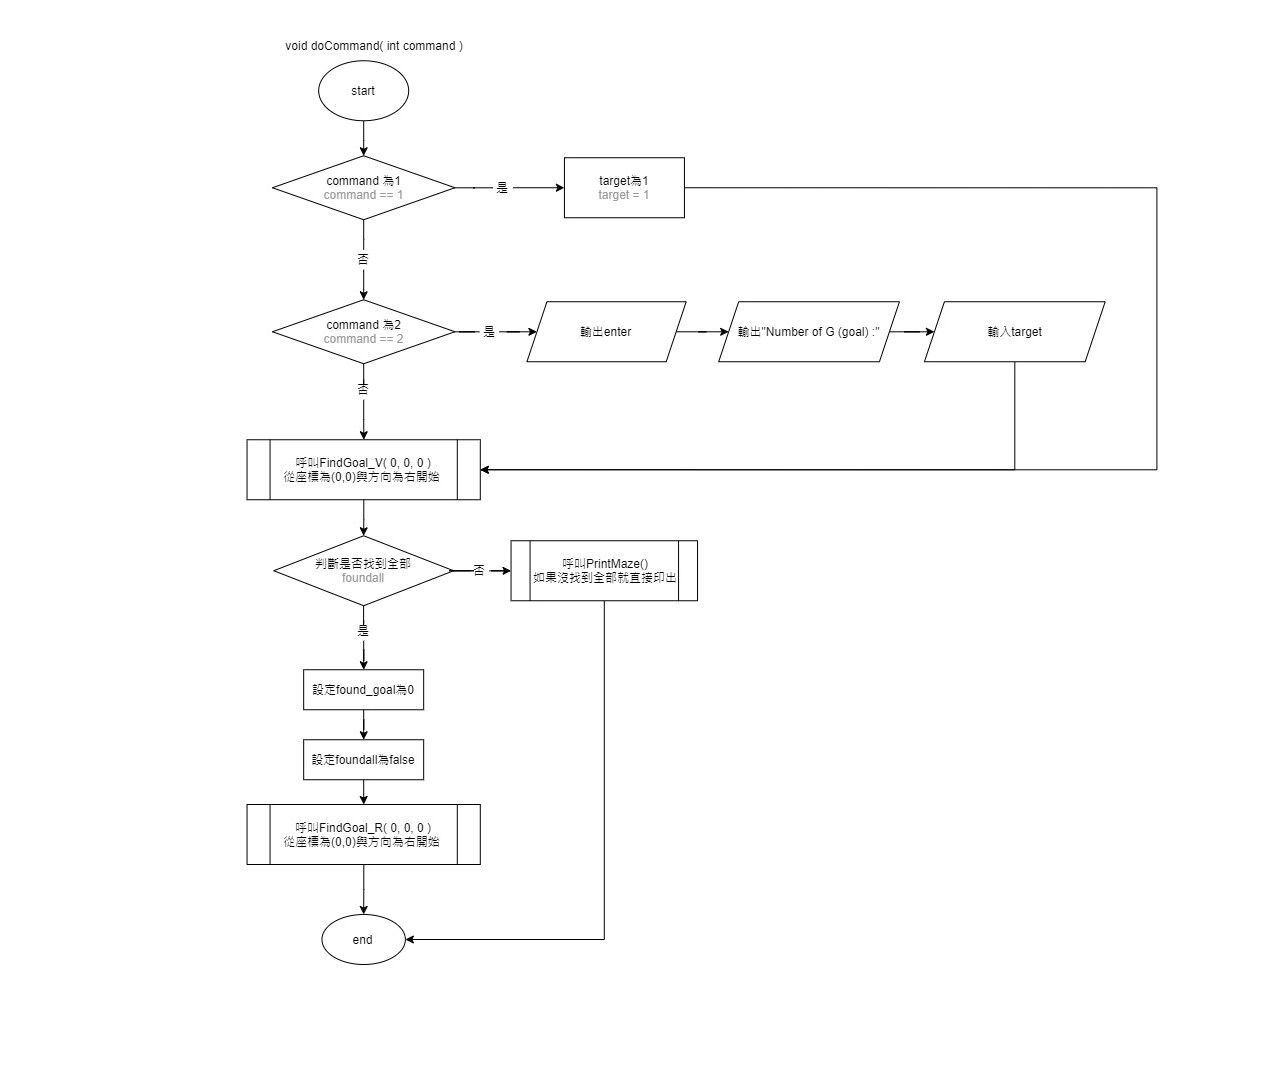 void doCommand( int command )
start
command 為1
command == 1
是
target為1
target = 1
否
command 為2
command == 2
是
輸出enter
輸出"Number of G (goal) :"
輸入target
否
呼叫FindGoal_V( 0, 0, 0 )
從座標為(0,0)與方向為右開始
判斷是否找到全部
foundall
否
呼叫PrintMaze()
如果沒找到全部就直接印出
是
設定found_goal為0
設定foundall為false
呼叫FindGoal_R( 0, 0, 0 )
從座標為(0,0)與方向為右開始
end